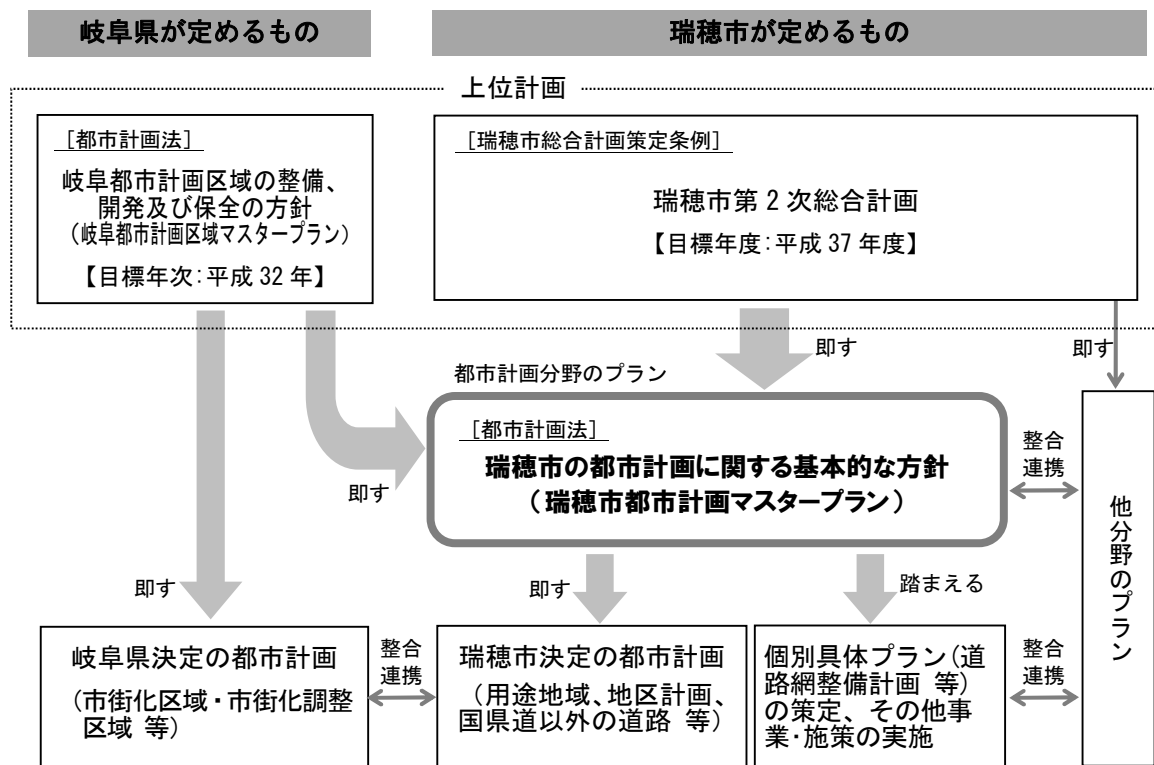 岐阜県が定めるもの
瑞穂市が定めるもの
上位計画
［都市計画法］
岐阜都市計画区域の整備、
開発及び保全の方針
（岐阜都市計画区域マスタープラン）
【目標年次：平成 32 年】
［瑞穂市総合計画策定条例］
瑞穂市第２次総合計画
【目標年度：平成 37 年度】
即す
即す
都市計画分野のプラン
［都市計画法］
瑞穂市の都市計画に関する基本的な方針
（瑞穂市都市計画マスタープラン）
即す
整合
連携
他分野のプラン
即す
即す
踏まえる
岐阜県決定の都市計画
（市街化区域・市街化調整
区域 等）
整合
連携
瑞穂市決定の都市計画
（用途地域、地区計画、
国県道以外の道路 等）
個別具体プラン（道
路網整備計画 等）
の策定、その他事
業・施策の実施
整合
連携